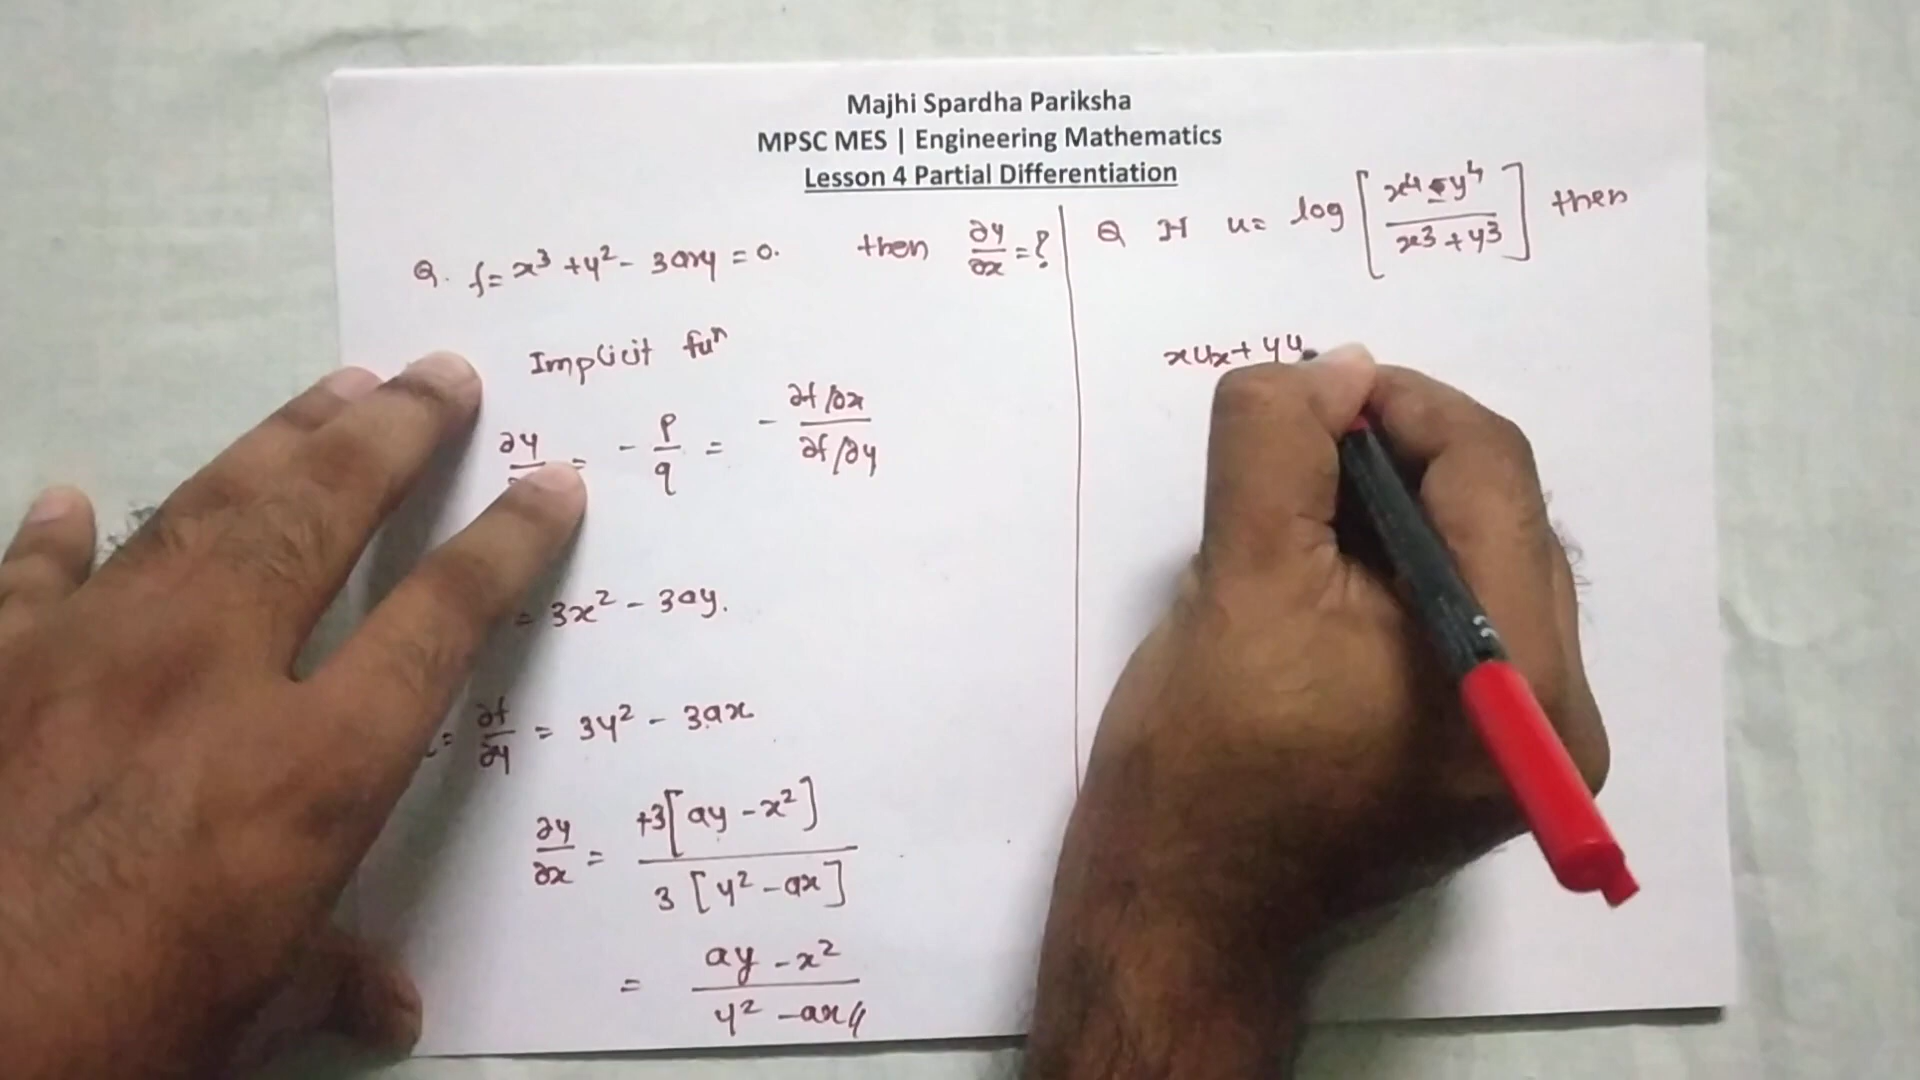 Majhi Spardha Pariksha
MPSC MES | Engineering Mathematics
Lesson 4 Partial Differentiation
Q. f = x³ + y² - 3axy = 0. then ∂y/∂x = ?
Implicit fuⁿ
∂y = - p/q = - ∂f/∂x / ∂f/∂y
= 3x² - 3ay.
= ∂f/∂y = 3y² - 3ax
∂y/∂x = +3[ay - x²] / 3[y² - ax]
= ay - x² / y² - ax
Q If u = log [x⁴ - y⁴ / x³ + y³] then
xux + yu